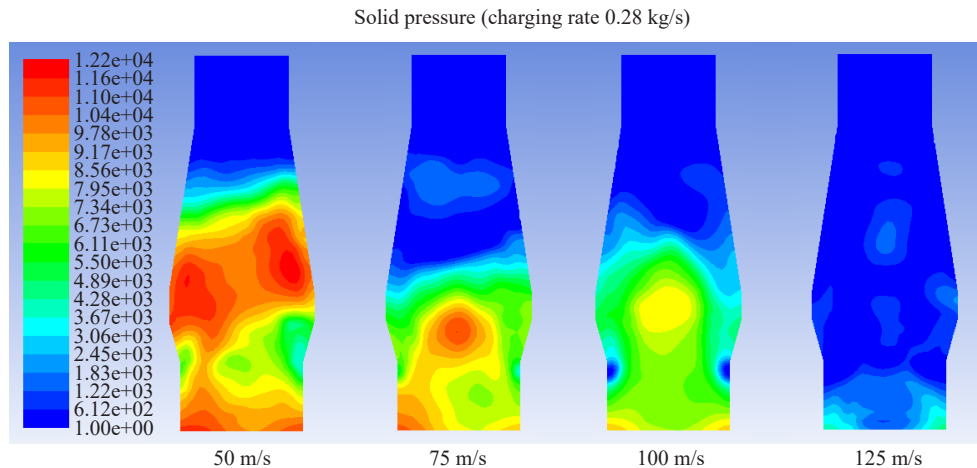 Solid pressure (charging rate 0.28 kg/s)
1.22e+04
1.16e+04
1.10e+04
1.04e+04
9.78e+03
9.17e+03
8.56e+03
7.95e+03
7.34e+03
6.73e+03
6.11e+03
5.50e+03
4.89e+03
4.28e+03
3.67e+03
3.06e+03
2.45e+03
1.83e+03
1.22e+03
6.12e+02
1.00e+00
50 m/s
75 m/s
100 m/s
125 m/s